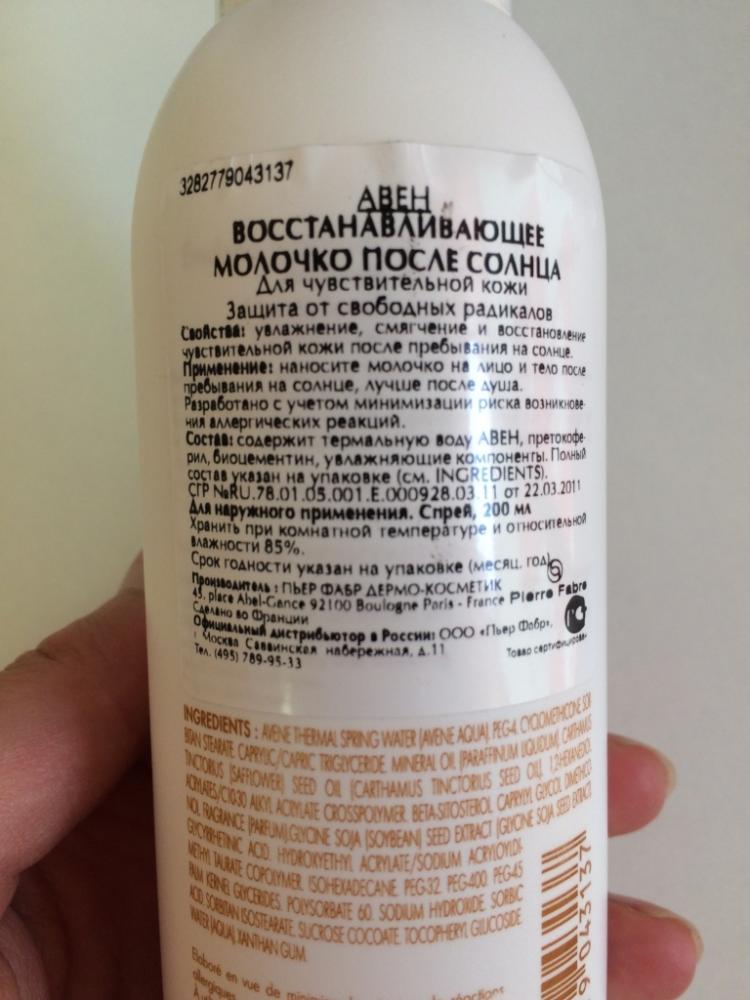 3282779043137
АВЕН
ВОССТАНАВЛИВАЮЩЕЕ
МОЛОЧКО ПОСЛЕ СОЛНЦА
Для чувствительной кожи
Защита от свободных радикалов
Свойства: увлажнение, смягчение и восстановление
чувствительной кожи после пребывания на солнце.
Применение: наносите молочко на лицо и тело после
пребывания на солнце, лучше после душа.
Разработано с учетом минимизации риска возникнове-
ния аллергических реакций.
Состав: содержит термальную воду АВЕН, претокофе-
рил, биоцементин, увлажняющие компоненты. Полный
состав указан на упаковке (см. INGREDIENTS).
СГР №RU.78.01.05.001.Е.000928.03.11 от 22.03.2011
Для наружного применения. Спрей, 200 мл
Хранить при комнатной температуре и относительной
влажности 85%.
Срок годности указан на упаковке (месяц, год)
Производитель : ПЬЕР ФАБР ДЕРМО-КОСМЕТИК
45, place Abel-Gance 92100 Boulogne Paris - France Pierre Fabre
Сделано во Франции
Официальный дистрибьютор в России: ООО «Пьер Фабр»,
г Москва Саввинская набережная, д.11
Тел. (495) 789-95-33
Товар сертифицирован
INGREDIENTS : AVENE THERMAL SPRING WATER (AVENE AQUA). PEG-4. CYCLOMETHICONE. SOR-
BITAN STEARATE. CAPRYLIC/CAPRIC TRIGLYCERIDE. MINERAL OIL (PARAFFINUM LIQUIDUM). CARTHAMUS
TINCTORIUS (SAFFLOWER) SEED OIL (CARTHAMUS TINCTORIUS SEED OIL). 1,2-HEXANEDIOL.
ACRYLATES/C10-30 ALKYL ACRYLATE CROSSPOLYMER. BETA-SITOSTEROL. CAPRYLYL GLYCOL. DIMETHICO-
NOL. FRAGRANCE (PARFUM). GLYCINE SOJA (SOYBEAN) SEED EXTRACT (GLYCINE SOJA SEED EXTRACT).
GLYCYRRHETINIC ACID. HYDROXYETHYL ACRYLATE/SODIUM ACRYLOYLDI-
METHYL TAURATE COPOLYMER. ISOHEXADECANE. PEG-32. PEG-400. PEG-45
PALM KERNEL GLYCERIDES. POLYSORBATE 60. SODIUM HYDROXIDE. SORBIC
ACID. SORBITAN ISOSTEARATE. SUCROSE COCOATE. TOCOPHERYL GLUCOSIDE.
WATER (AQUA). XANTHAN GUM.
Elaboré en vue de minimiser réactions
allergiques
9043137